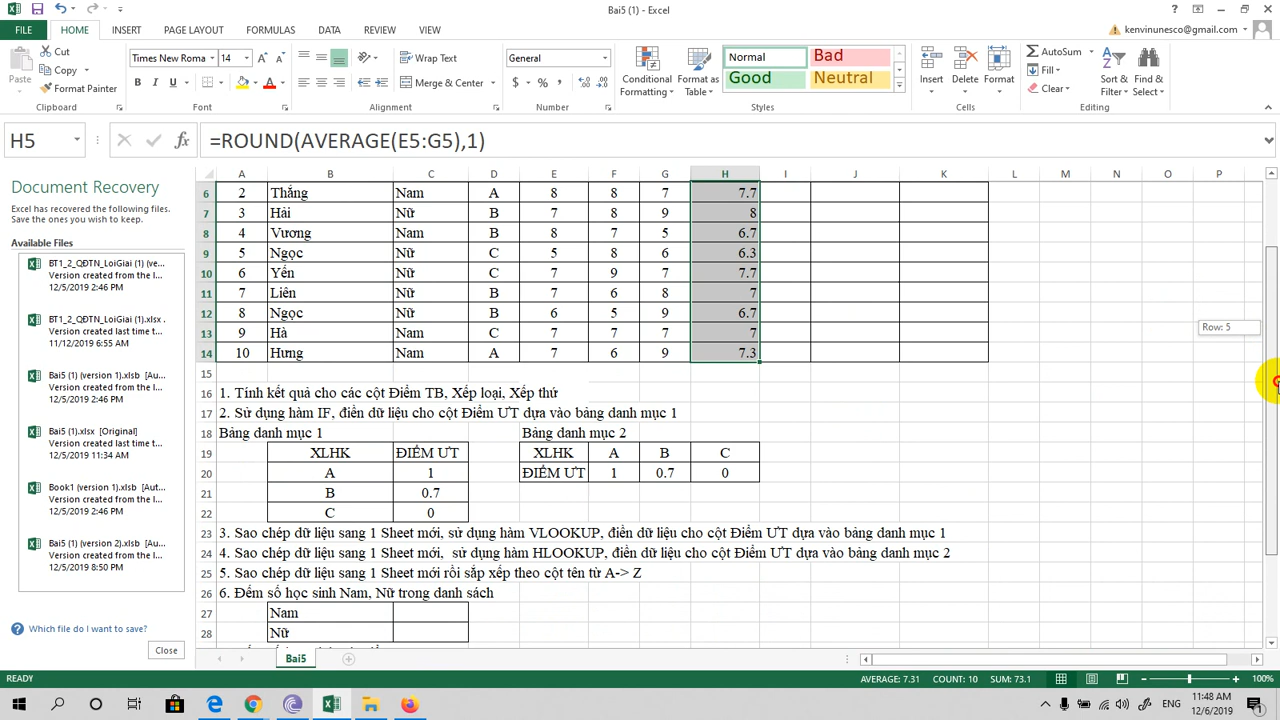 Bai5 (1) - Excel
FILE HOME INSERT PAGE LAYOUT FORMULAS DATA REVIEW VIEW kenvinunesco@gmail.com
Paste Cut Copy Format Painter Clipboard
Times New Roma 14 B I U Font
Wrap Text Merge & Center Alignment
General $ % Number
Conditional Formatting Format as Table Normal Bad Good Neutral Styles
Insert Delete Format Cells
AutoSum Fill Clear Sort & Filter Find & Select Editing
H5 fx =ROUND(AVERAGE(E5:G5),1)
Document Recovery
Excel has recovered the following files.
Save the ones you wish to keep.
Available Files
BT1_2_QĐTN_LoiGiai (1) (ve...
Version created from the l...
12/5/2019 2:46 PM
BT1_2_QĐTN_LoiGiai (1).xlsx .
Version created last time t...
11/12/2019 6:55 AM
Bai5 (1) (version 1).xlsb [Au...
Version created from the l...
12/5/2019 2:46 PM
Bai5 (1).xlsx [Original]
Version created last time t...
12/5/2019 11:34 AM
Book1 (version 1).xlsb [Aut...
Version created from the l...
12/5/2019 2:46 PM
Bai5 (1) (version 2).xlsb [Au...
Version created from the l...
12/5/2019 8:50 PM
Which file do I want to save?
Close
A B C D E F G H I J K L M N O P
6 2 Thắng Nam A 8 8 7 7.7
7 3 Hải Nữ B 7 8 9 8
8 4 Vương Nam B 8 7 5 6.7
9 5 Ngọc Nữ C 5 8 6 6.3
10 6 Yến Nữ C 7 9 7 7.7
11 7 Liên Nữ B 7 6 8 7
12 8 Ngọc Nữ B 6 5 9 6.7
13 9 Hà Nam C 7 7 7 7
14 10 Hưng Nam A 7 6 9 7.3
Row: 5
15
16 1. Tính kết quả cho các cột Điểm TB, Xếp loại, Xếp thứ
17 2. Sử dụng hàm IF, điền dữ liệu cho cột Điểm ƯT dựa vào bảng danh mục 1
18 Bảng danh mục 1 Bảng danh mục 2
19 XLHK ĐIỂM ƯT XLHK A B C
20 A 1 ĐIỂM ƯT 1 0.7 0
21 B 0.7
22 C 0
23 3. Sao chép dữ liệu sang 1 Sheet mới, sử dụng hàm VLOOKUP, điền dữ liệu cho cột Điểm ƯT dựa vào bảng danh mục 1
24 4. Sao chép dữ liệu sang 1 Sheet mới, sử dụng hàm HLOOKUP, điền dữ liệu cho cột Điểm ƯT dựa vào bảng danh mục 2
25 5. Sao chép dữ liệu sang 1 Sheet mới rồi sắp xếp theo cột tên từ A-> Z
26 6. Đếm số học sinh Nam, Nữ trong danh sách
27 Nam
28 Nữ
Bai5
READY AVERAGE: 7.31 COUNT: 10 SUM: 73.1 100%
ENG 11:48 AM
12/6/2019